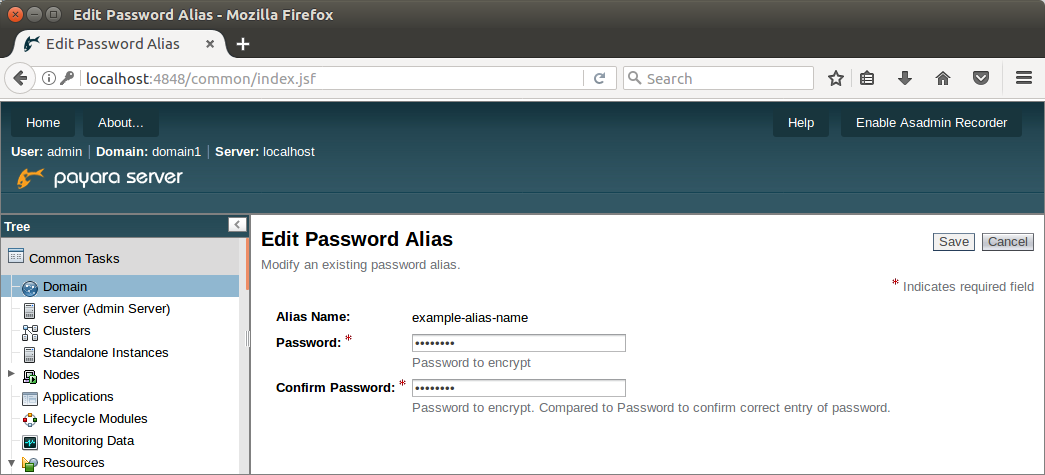 Edit Password Alias - Mozilla Firefox
Edit Password Alias
localhost:4848/common/index.jsf
Search
Home About... Help Enable Asadmin Recorder
User: admin Domain: domain1 Server: localhost
payara server
Tree
Common Tasks
Domain
server (Admin Server)
Clusters
Standalone Instances
Nodes
Applications
Lifecycle Modules
Monitoring Data
Resources
Edit Password Alias
Save Cancel
Modify an existing password alias.
* Indicates required field
Alias Name: example-alias-name
Password: * ••••••••
Password to encrypt
Confirm Password: * ••••••••
Password to encrypt. Compared to Password to confirm correct entry of password.